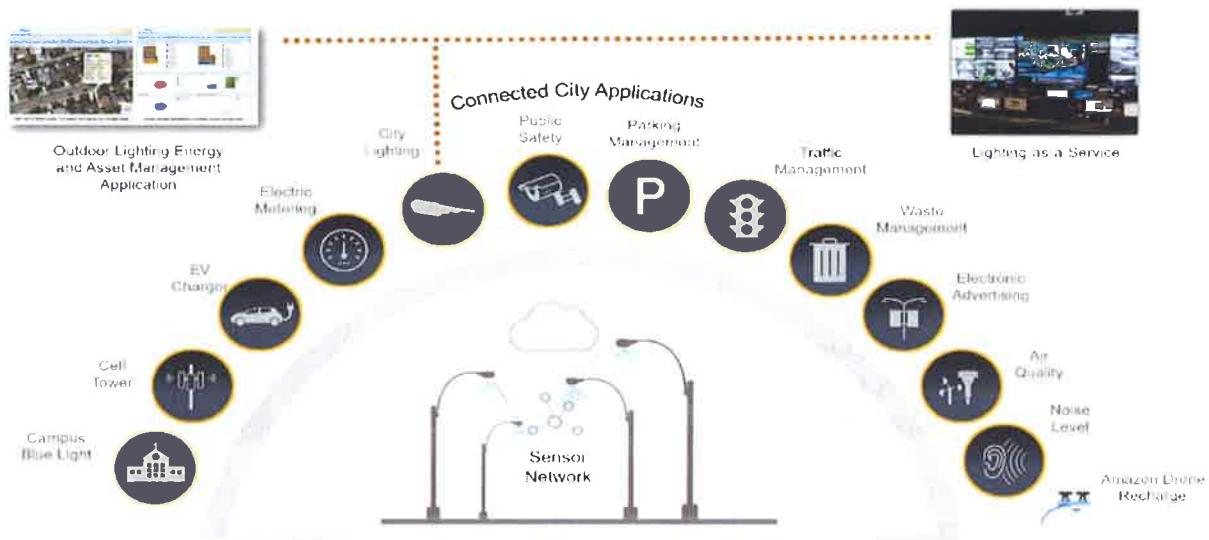 Connected City Applications
Outdoor Lighting Energy
and Asset Management
Application
Lighting as a Service
City
Lighting
Public
Safety
Parking
Management
Traffic
Management
Electric
Metering
Waste
Management
EV
Charger
Electronic
Advertising
Cell
Tower
Air
Quality
Campus
Blue Light
Noise
Level
Amazon Drone
Recharge
P
Sensor
Network